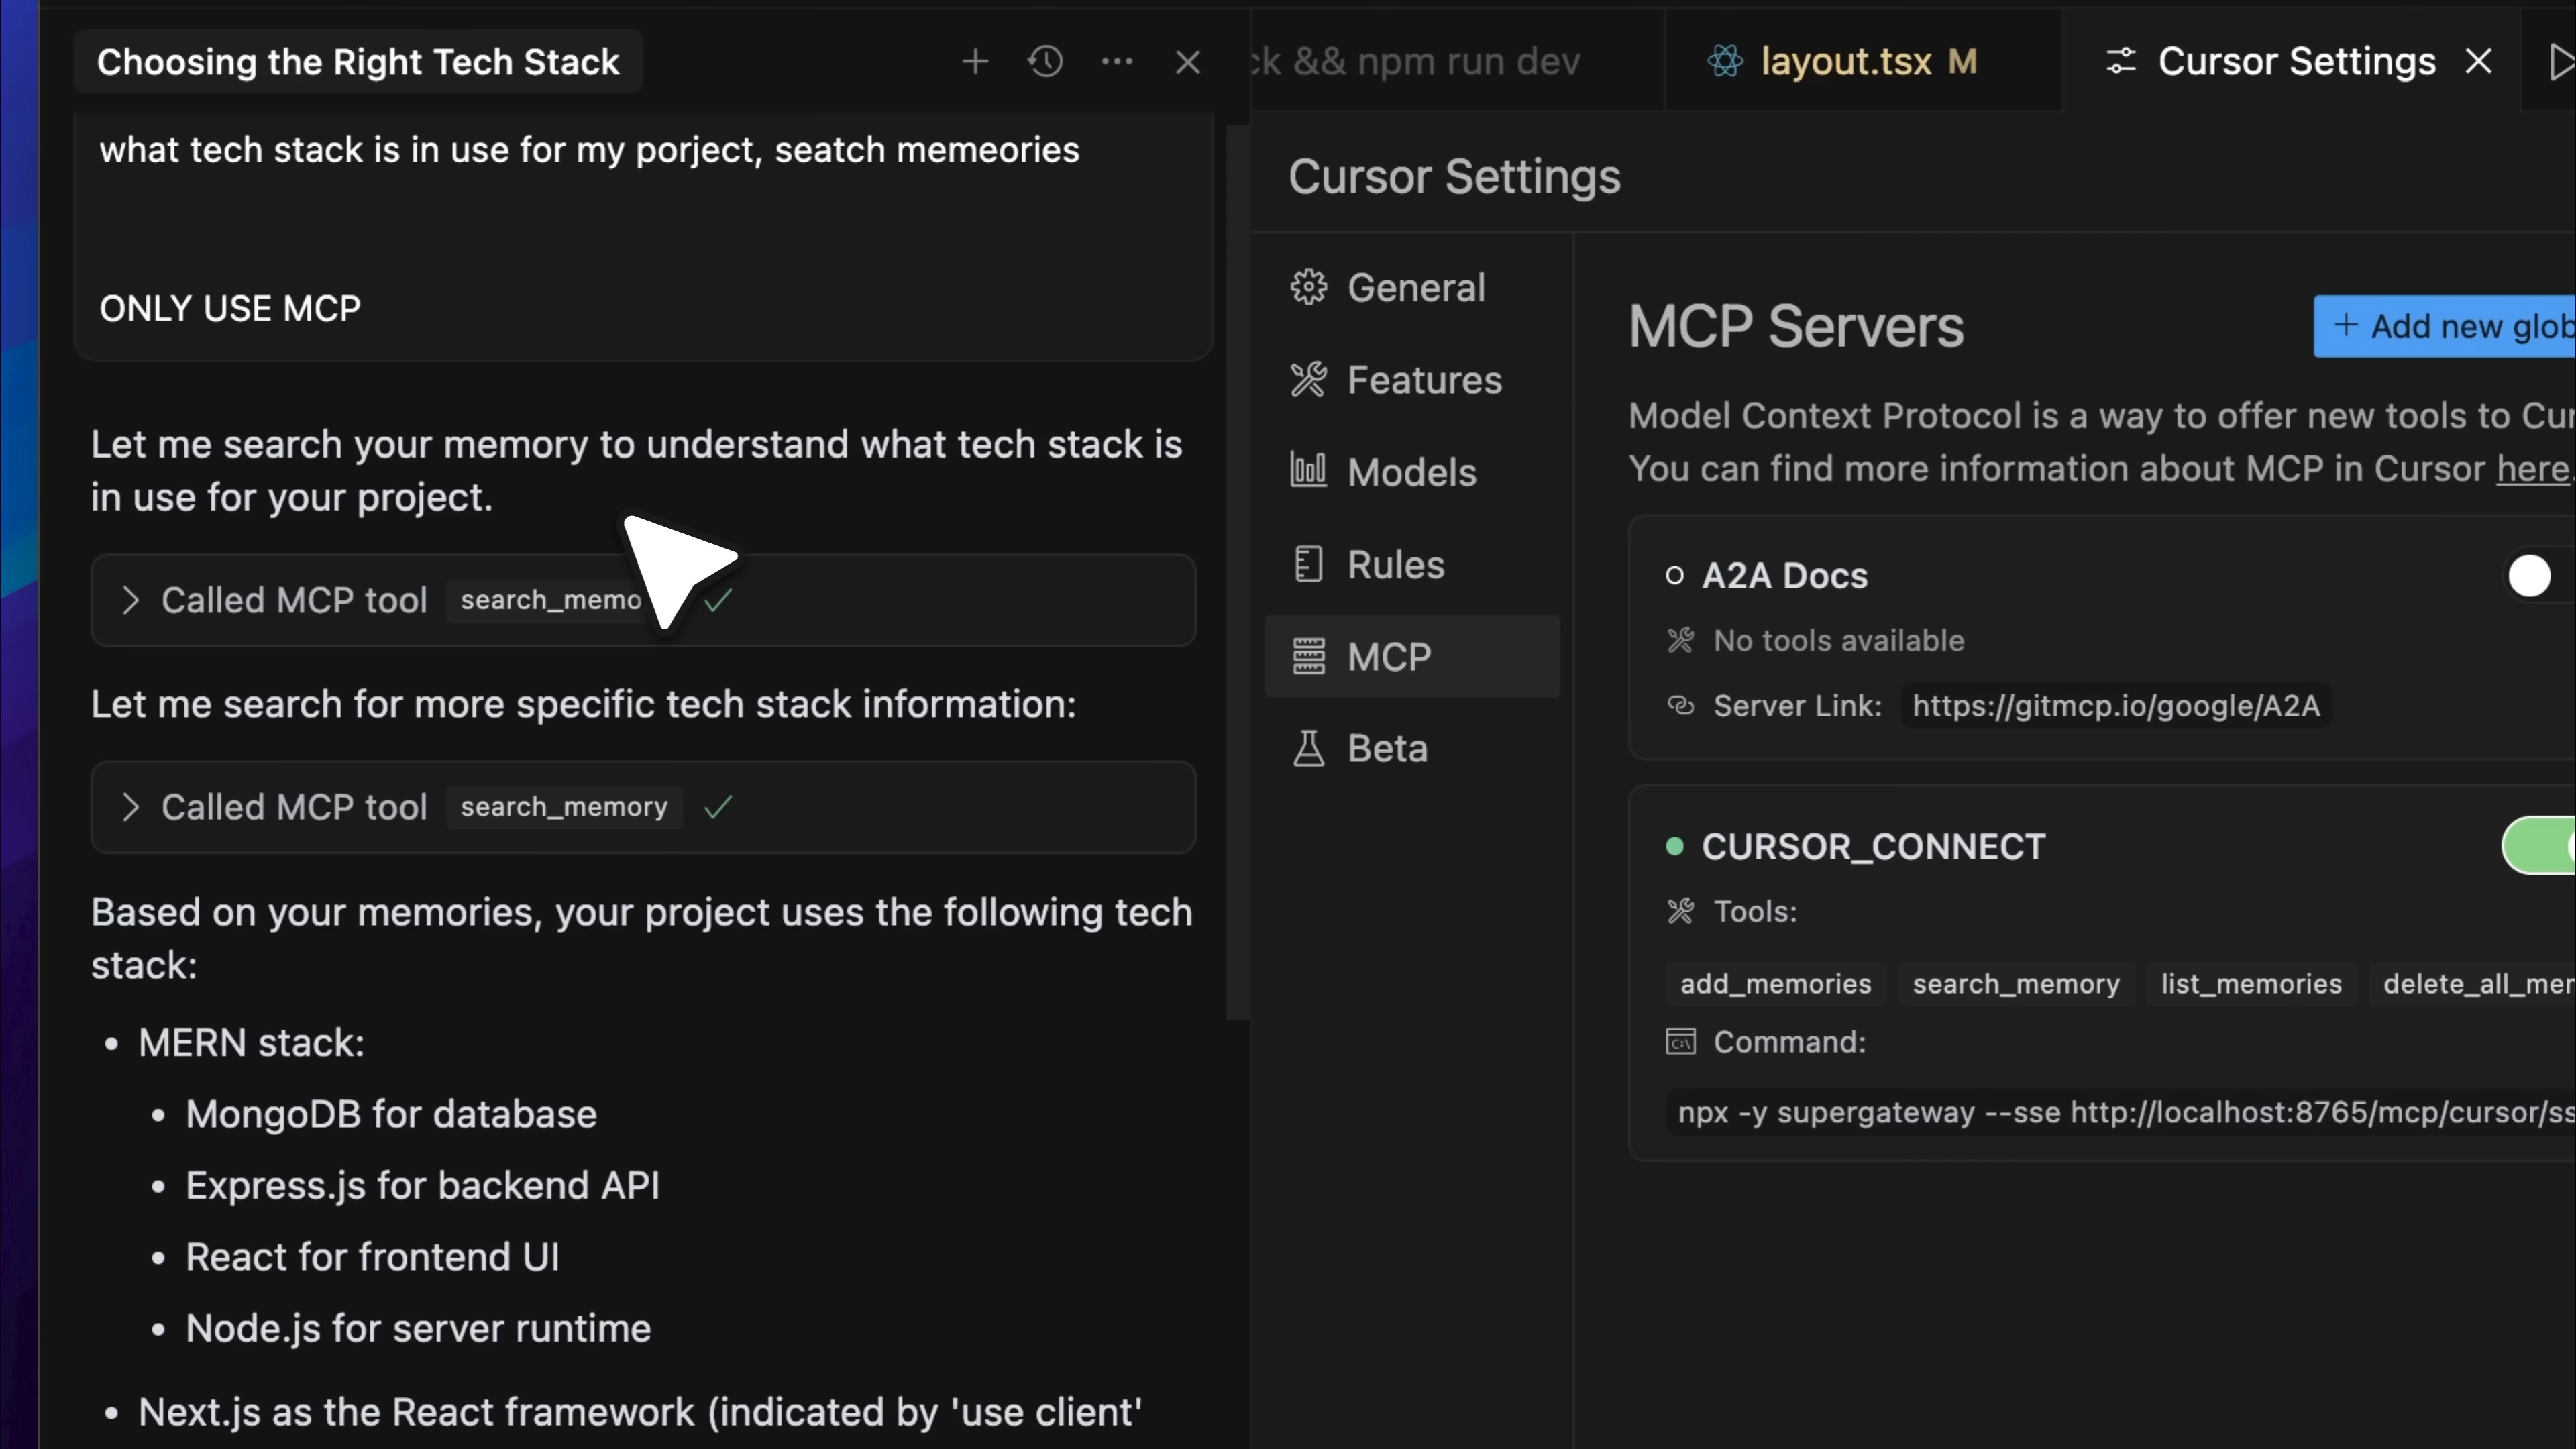 Choosing the Right Tech Stack
what tech stack is in use for my porject, seatch memeories
ONLY USE MCP
Let me search your memory to understand what tech stack is
in use for your project.
Called MCP tool search_memo
Let me search for more specific tech stack information:
Called MCP tool search_memory
Based on your memories, your project uses the following tech
stack:
• MERN stack:
• MongoDB for database
• Express.js for backend API
• React for frontend UI
• Node.js for server runtime
• Next.js as the React framework (indicated by 'use client'
ck && npm run dev
layout.tsx M
Cursor Settings
Cursor Settings
General
Features
Models
Rules
MCP
Beta
MCP Servers
+ Add new glob
Model Context Protocol is a way to offer new tools to Cur
You can find more information about MCP in Cursor here.
A2A Docs
No tools available
Server Link: https://gitmcp.io/google/A2A
CURSOR_CONNECT
Tools:
add_memories search_memory list_memories delete_all_mem
Command:
npx -y supergateway --sse http://localhost:8765/mcp/cursor/ss